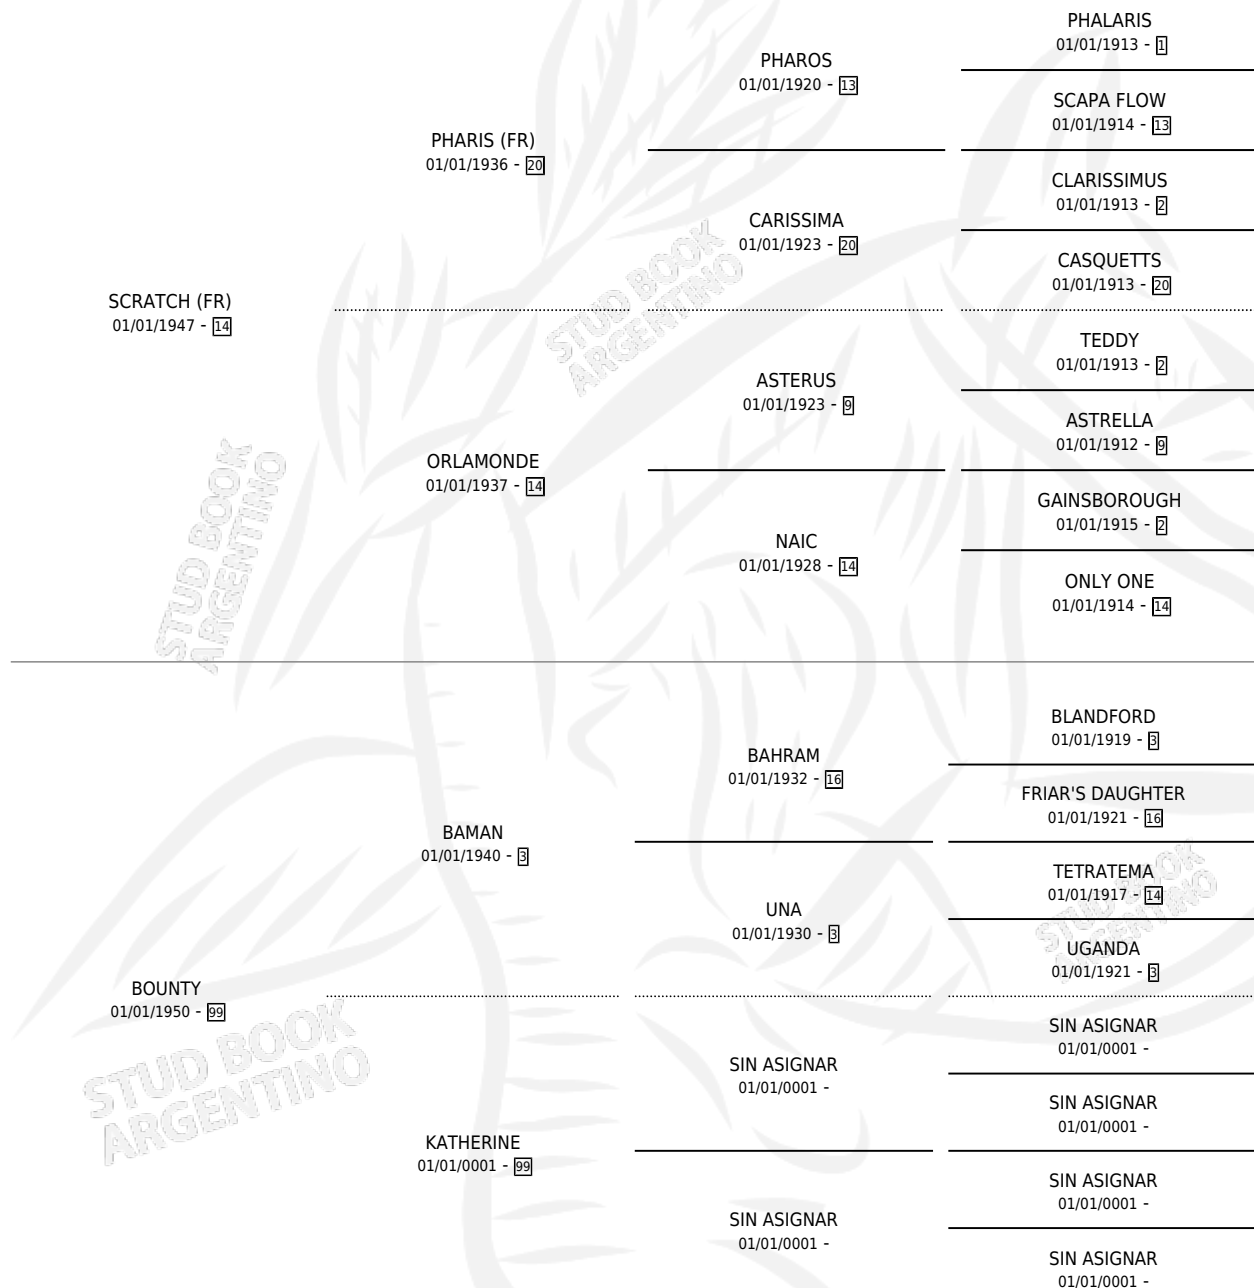 PHALARIS
01/01/1913 - 1
PHAROS
01/01/1920 - 13
SCAPA FLOW
01/01/1914 - 13
PHARIS (FR)
01/01/1936 - 20
CLARISSIMUS
01/01/1913 - 2
CARISSIMA
01/01/1923 - 20
CASQUETTS
01/01/1913 - 20
SCRATCH (FR)
01/01/1947 - 14
TEDDY
01/01/1913 - 2
ASTERUS
01/01/1923 - 9
ASTRELLA
01/01/1912 - 9
ORLAMONDE
01/01/1937 - 14
GAINSBOROUGH
01/01/1915 - 2
NAIC
01/01/1928 - 14
ONLY ONE
01/01/1914 - 14
BLANDFORD
01/01/1919 - 3
BAHRAM
01/01/1932 - 16
FRIAR'S DAUGHTER
01/01/1921 - 16
BAMAN
01/01/1940 - 3
TETRATEMA
01/01/1917 - 14
UNA
01/01/1930 - 3
UGANDA
01/01/1921 - 3
BOUNTY
01/01/1950 - 99
SIN ASIGNAR
01/01/0001 -
SIN ASIGNAR
01/01/0001 -
SIN ASIGNAR
01/01/0001 -
KATHERINE
01/01/0001 - 99
SIN ASIGNAR
01/01/0001 -
SIN ASIGNAR
01/01/0001 -
SIN ASIGNAR
01/01/0001 -
STUD BOOK
ARGENTINO
STUD BOOK
ARGENTINO
STUD BOOK
ARGENTINO
STUD BOOK
ARGENTINO